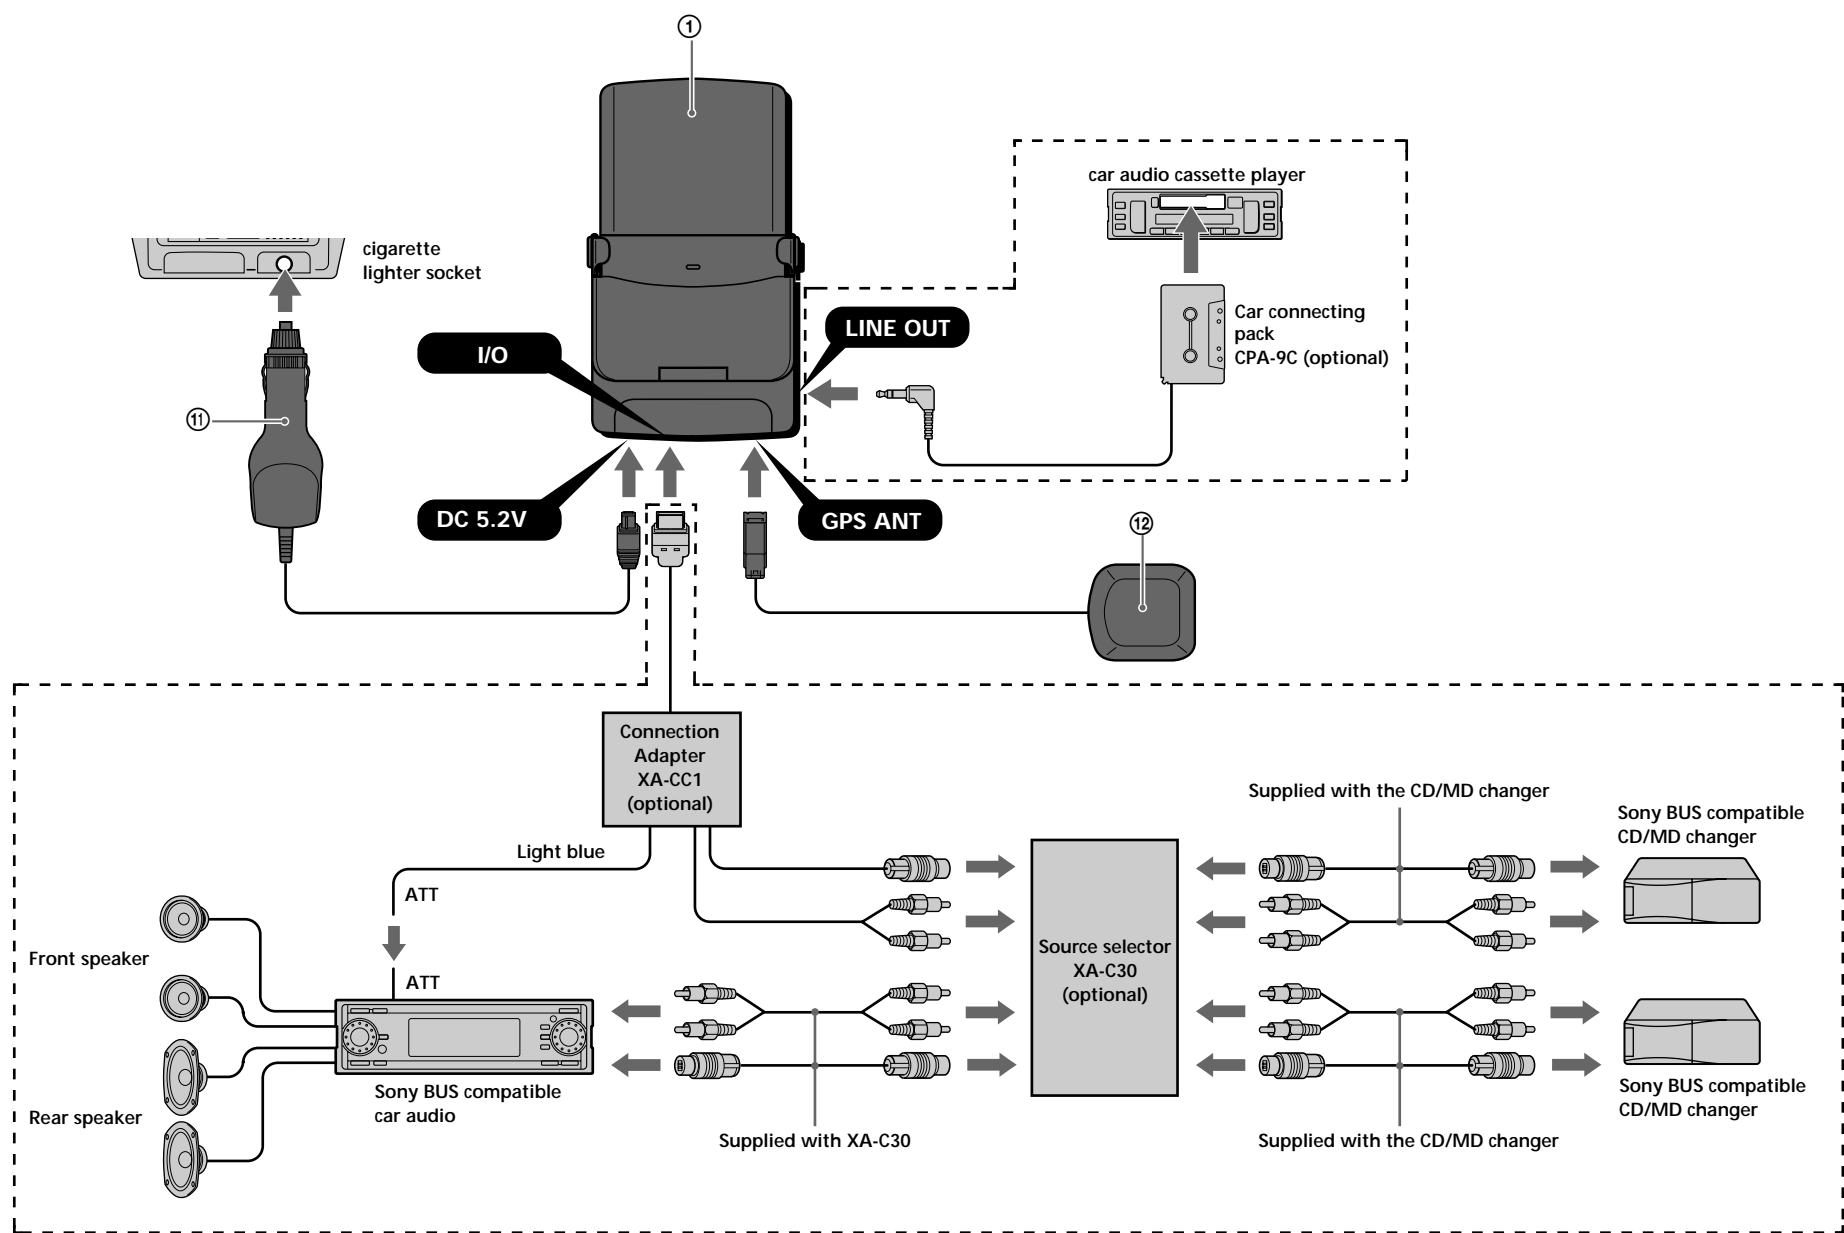 ①
car audio cassette player
cigarette
lighter socket
Car connecting
pack
CPA-9C (optional)
LINE OUT
I/O
⑪
DC 5.2V
GPS ANT
⑫
Connection
Adapter
XA-CC1
(optional)
Supplied with the CD/MD changer
Sony BUS compatible
CD/MD changer
Light blue
ATT
Front speaker
Source selector
XA-C30
(optional)
ATT
Sony BUS compatible
car audio
Rear speaker
Supplied with XA-C30
Supplied with the CD/MD changer
Sony BUS compatible
CD/MD changer